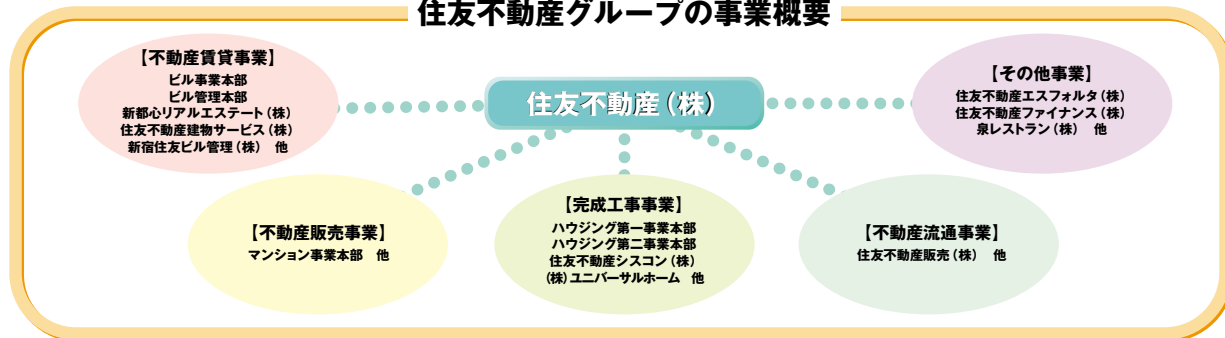 住友不動産グループの事業概要
【不動産賃貸事業】
ビル事業本部
ビル管理本部
新都心リアルエステート(株)
住友不動産建物サービス(株)
新宿住友ビル管理(株) 他
住友不動産(株)
【その他事業】
住友不動産エスフォルタ(株)
住友不動産ファイナンス(株)
泉レストラン(株) 他
【不動産販売事業】
マンション事業本部 他
【完成工事事業】
ハウジング第一事業本部
ハウジング第二事業本部
住友不動産シスコン(株)
(株)ユニバーサルホーム 他
【不動産流通事業】
住友不動産販売(株) 他